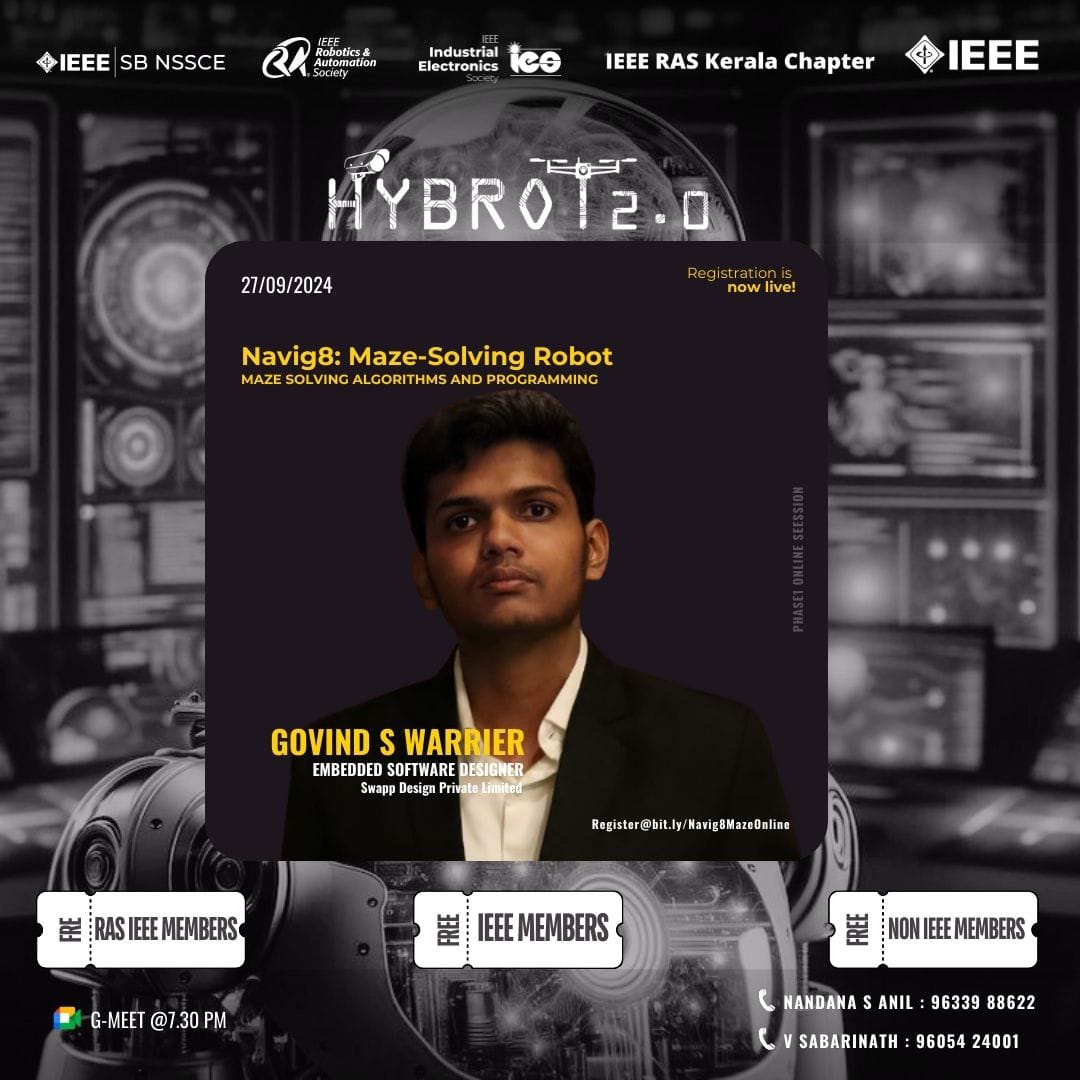 IEEE SB NSSCE
IEEE
Robotics &
Automation
Society
IEEE
Industrial
Electronics
Society
ies
IEEE RAS Kerala Chapter
IEEE
HYBROT 2.0
27/09/2024
Registration is
now live!
Navig8: Maze-Solving Robot
MAZE SOLVING ALGORITHMS AND PROGRAMMING
PHASE1 ONLINE SEESSION
GOVIND S WARRIER
EMBEDDED SOFTWARE DESIGNER
Swapp Design Private Limited
Register@bit.ly/Navig8MazeOnline
FRE
RAS IEEE MEMBERS
FREE
IEEE MEMBERS
FREE
NON IEEE MEMBERS
G-MEET @7.30 PM
NANDANA S ANIL : 96339 88622
V SABARINATH : 96054 24001